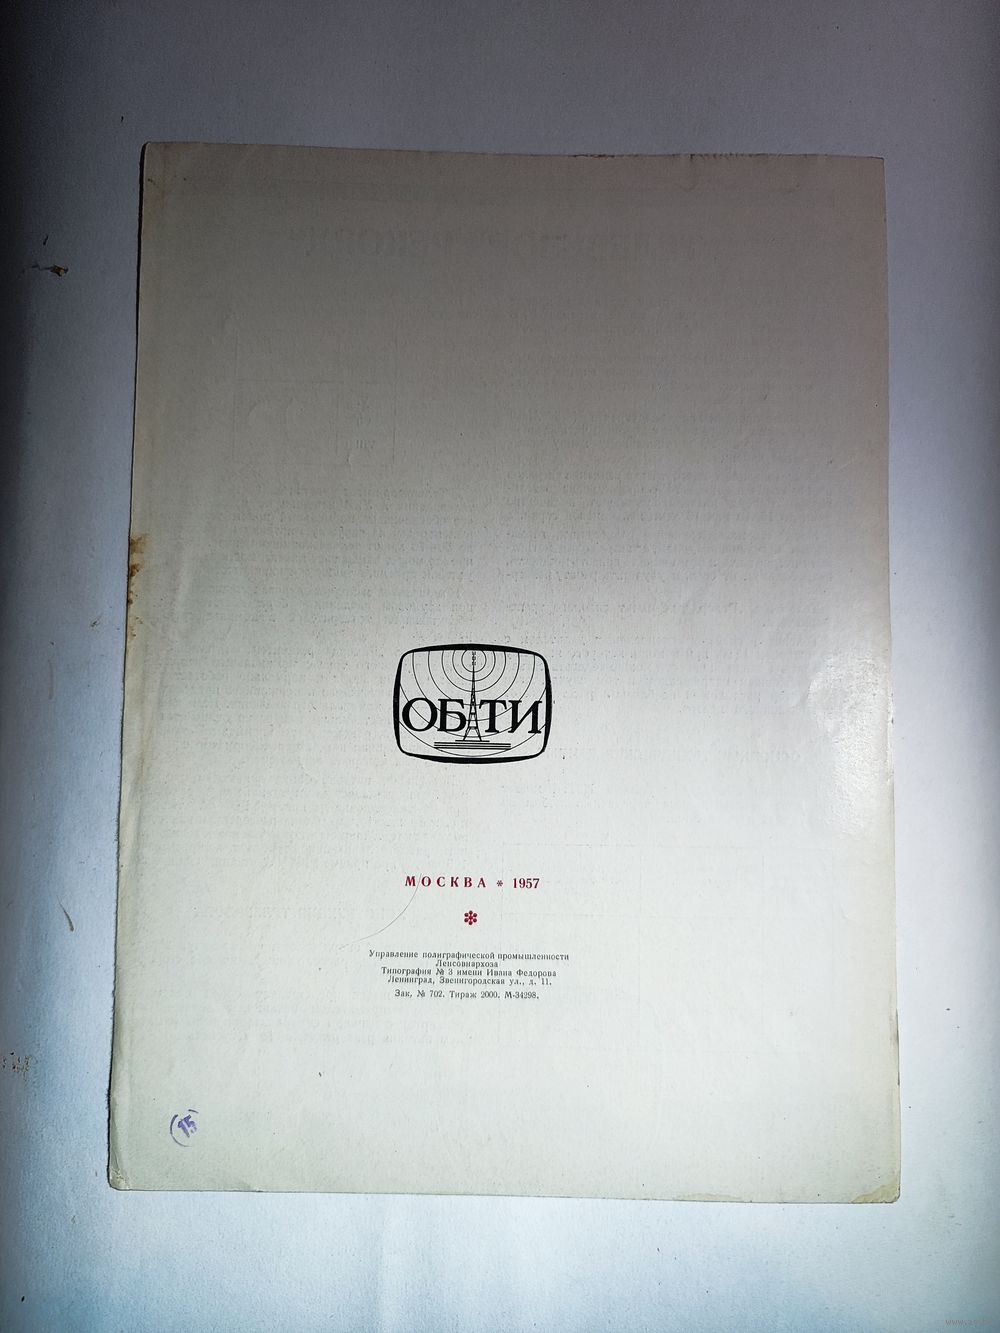 ОБТИ
МОСКВА * 1957
Управление полиграфической промышленности
Ленсовнархоза
Типография № 3 имени Ивана Федорова
Ленинград, Звенигородская ул., д. 11.
Зак. № 702. Тираж 2000. М-34298.
15